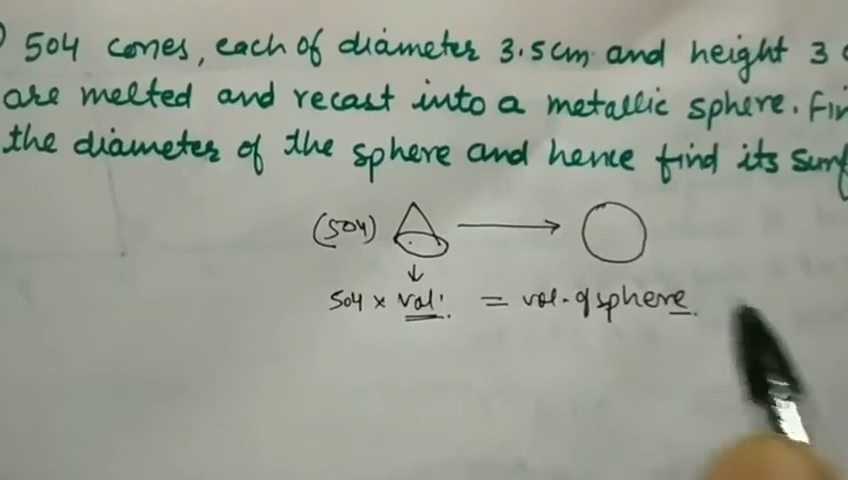 504 cones, each of diameter 3.5cm and height 3
are melted and recast into a metallic sphere.
the diameter of the sphere and hence find its
(504)
504 × vol. = vol. of sphere.